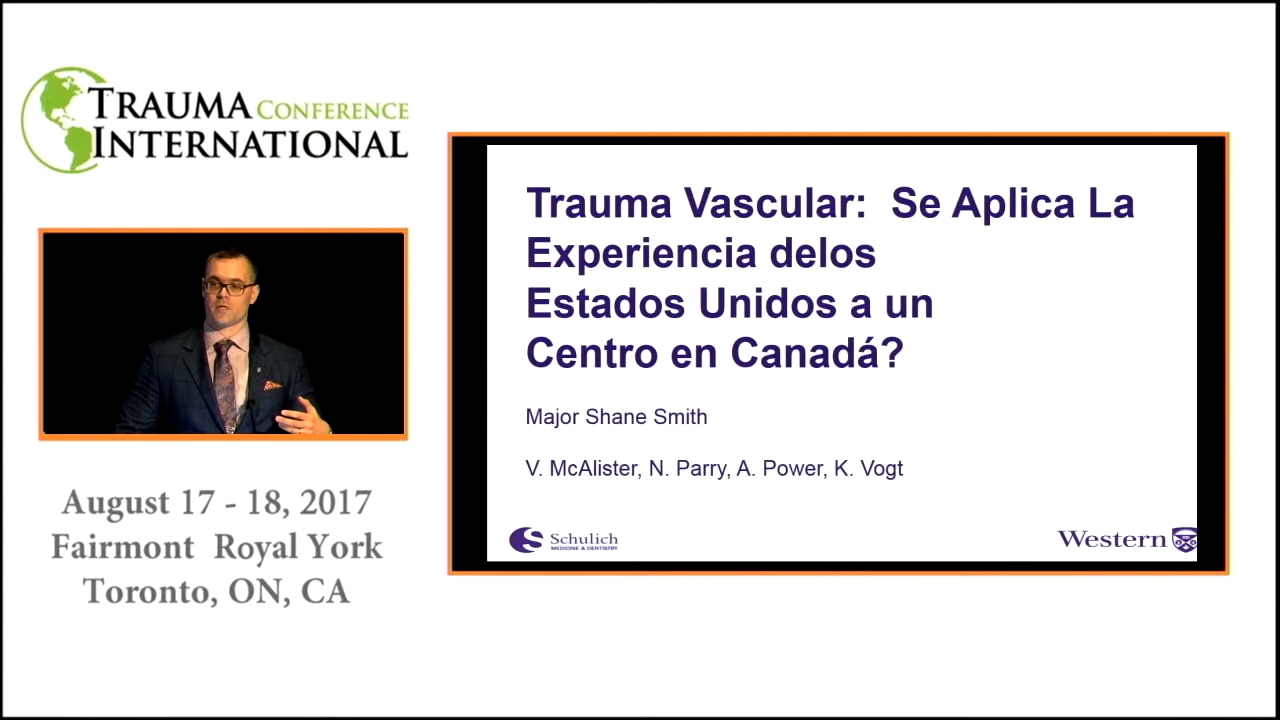 TRAUMA CONFERENCE
INTERNATIONAL
August 17 - 18, 2017
Fairmont Royal York
Toronto, ON, CA
Trauma Vascular: Se Aplica La
Experiencia delos
Estados Unidos a un
Centro en Canadá?
Major Shane Smith
V. McAlister, N. Parry, A. Power, K. Vogt
Schulich
MEDICINE & DENTISTRY
Western